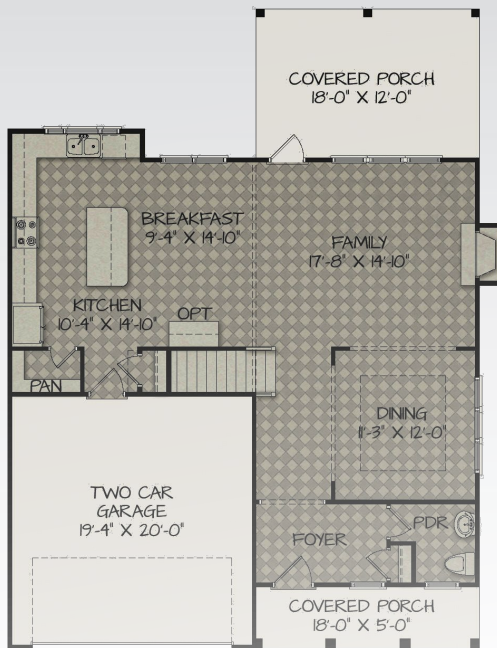 COVERED PORCH
18'-0" X 12'-0"
BREAKFAST
9'-4" X 14'-10"
FAMILY
17'-8" X 14'-10"
KITCHEN
10'-4" X 14'-10"
OPT
PAN
DINING
11'-3" X 12'-0"
TWO CAR
GARAGE
19'-4" X 20'-0"
FOYER
PDR
COVERED PORCH
18'-0" X 5'-0"